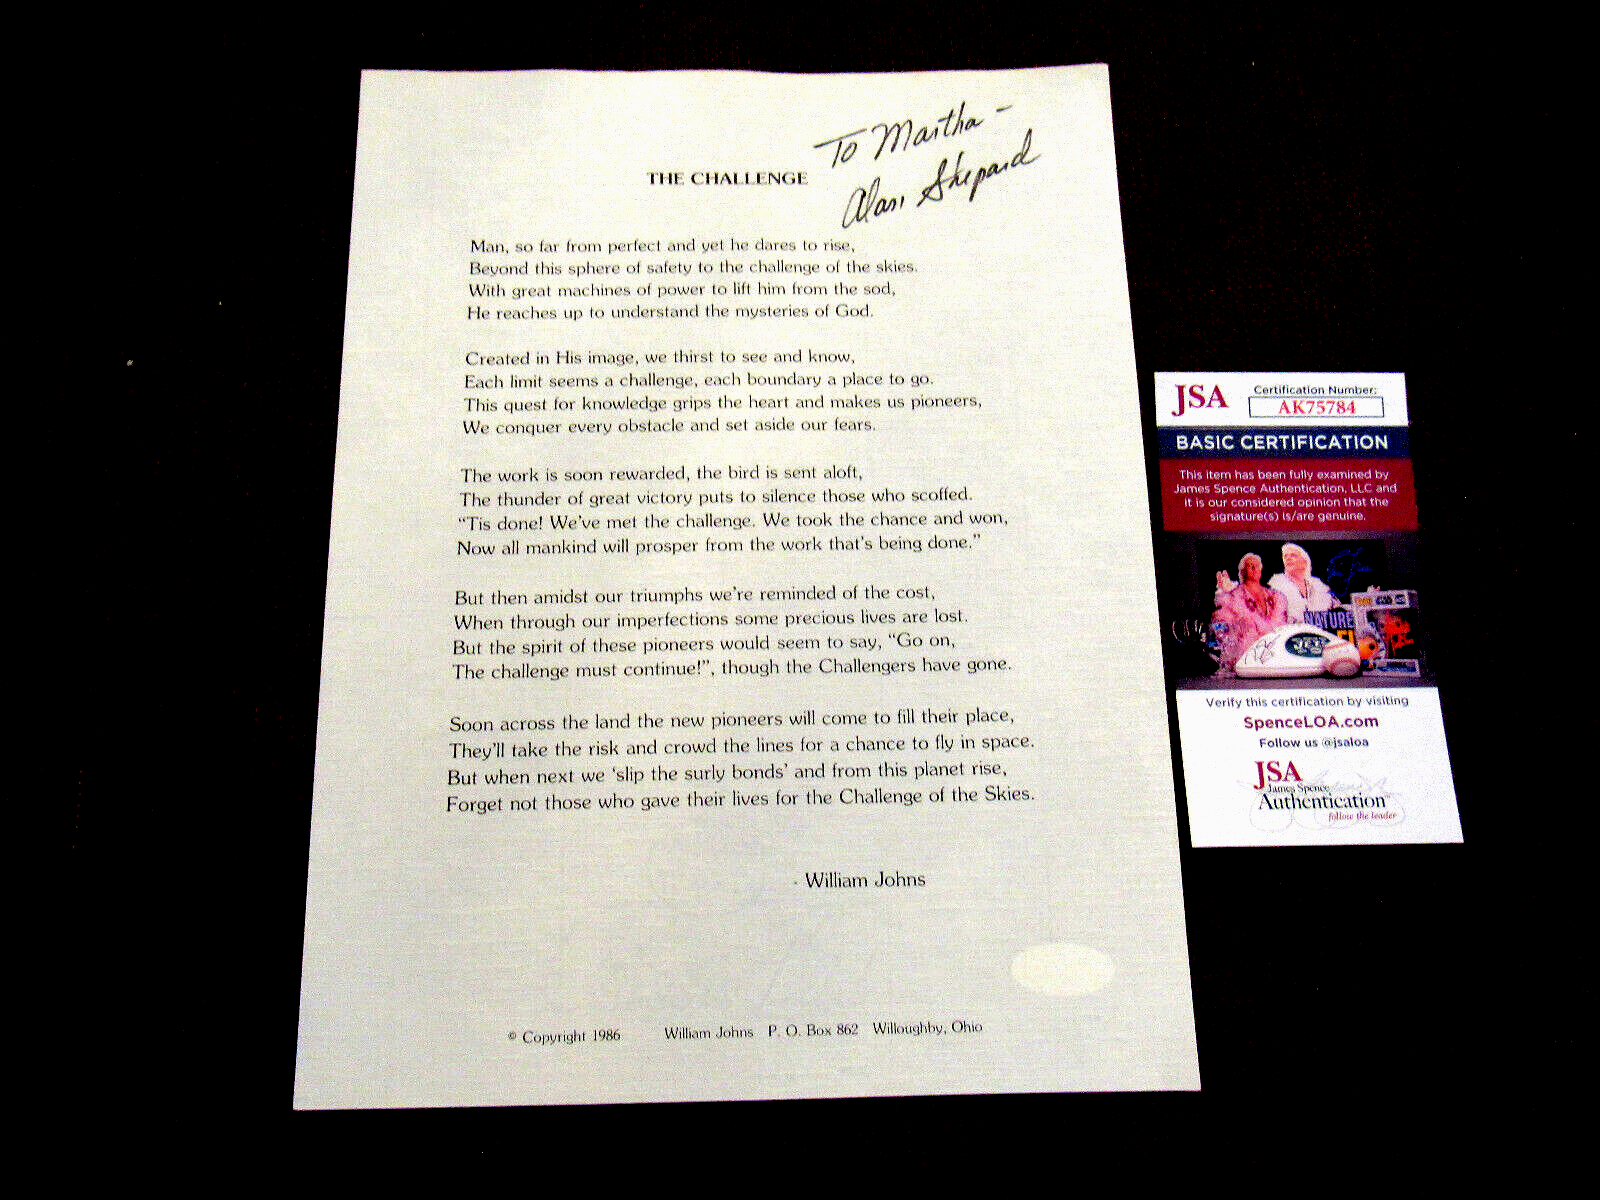 To Martha -
Alan Shepard
THE CHALLENGE
Man, so far from perfect and yet he dares to rise,
Beyond this sphere of safety to the challenge of the skies.
With great machines of power to lift him from the sod,
He reaches up to understand the mysteries of God.
Created in His image, we thirst to see and know,
Each limit seems a challenge, each boundary a place to go.
This quest for knowledge grips the heart and makes us pioneers,
We conquer every obstacle and set aside our fears.
The work is soon rewarded, the bird is sent aloft,
The thunder of great victory puts to silence those who scoffed.
“Tis done! We've met the challenge. We took the chance and won,
Now all mankind will prosper from the work that's being done.”
But then amidst our triumphs we're reminded of the cost,
When through our imperfections some precious lives are lost.
But the spirit of these pioneers would seem to say, “Go on,
The challenge must continue!”, though the Challengers have gone.
Soon across the land the new pioneers will come to fill their place,
They'll take the risk and crowd the lines for a chance to fly in space.
But when next we ‘slip the surly bonds’ and from this planet rise,
Forget not those who gave their lives for the Challenge of the Skies.
- William Johns
© Copyright 1986 William Johns P. O. Box 862 Willoughby, Ohio
JSA
Certification Number:
AK75784
BASIC CERTIFICATION
This item has been fully examined by
James Spence Authentication, LLC and
it is our considered opinion that the
signature(s) is/are genuine.
NATURE
JETS
Verify this certification by visiting
SpenceLOA.com
Follow us @jsaloa
JSA
James Spence
Authentication™
follow the leader